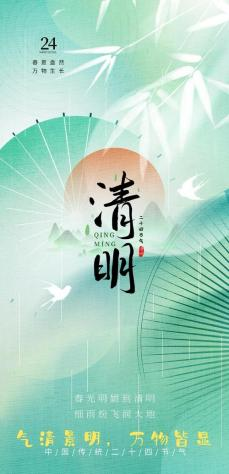 24
春意盎然
万物生长
清明
QING
MING
二十四节气
春光明媚到清明
细雨纷飞润大地
气清景明，万物皆显
中国传统二十四节气